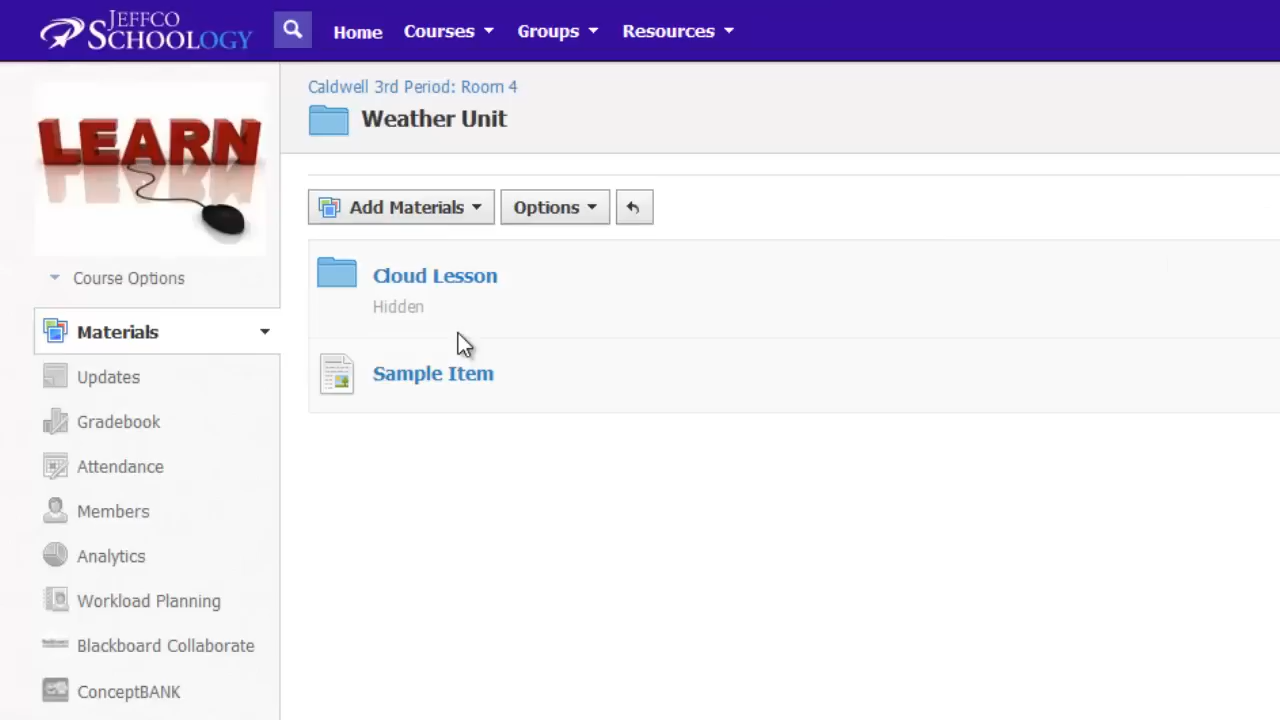 JEFFCO
SCHOOLOGY
Home
Courses
Groups
Resources
LEARN
Caldwell 3rd Period: Room 4
Weather Unit
Add Materials
Options
Course Options
Cloud Lesson
Hidden
Materials
Sample Item
Updates
Gradebook
Attendance
Members
Analytics
Workload Planning
Blackboard Collaborate
ConceptBANK